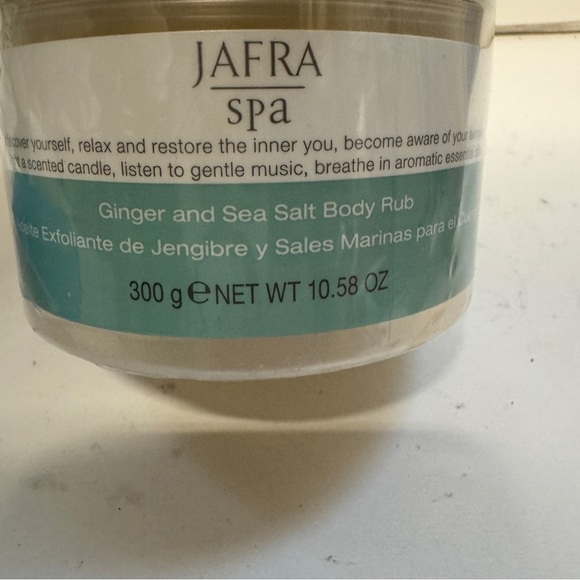 JAFRA
spa
yourself, relax and restore the inner you, become aware of your
a scented candle, listen to gentle music, breathe in aromatic
Ginger and Sea Salt Body Rub
Exfoliante de Jengibre y Sales Marinas para el
300 g ℮ NET WT 10.58 OZ